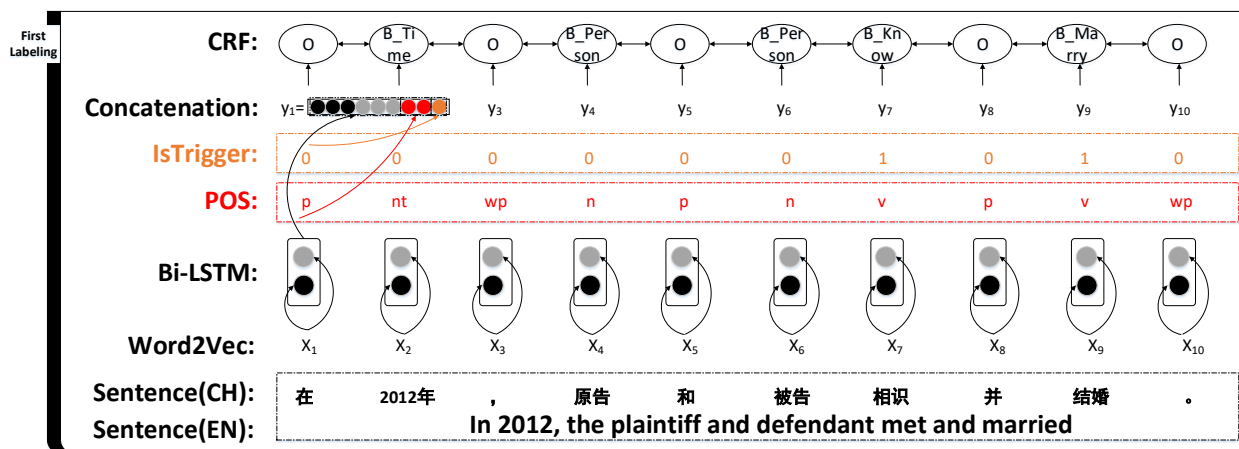 First
Labeling
CRF: O B_Ti O B_Per O B_Per B_Kn O B_Ma O
me son son ow rry
Concatenation: y₁= y₃ y₄ y₅ y₆ y₇ y₈ y₉ y₁₀
IsTrigger: 0 0 0 0 0 0 1 0 1 0
POS: p nt wp n p n v p v wp
Bi-LSTM:
Word2Vec: X₁ X₂ X₃ X₄ X₅ X₆ X₇ X₈ X₉ X₁₀
Sentence(CH): 在 2012年 , 原告 和 被告 相识 并 结婚 。
Sentence(EN): In 2012, the plaintiff and defendant met and married